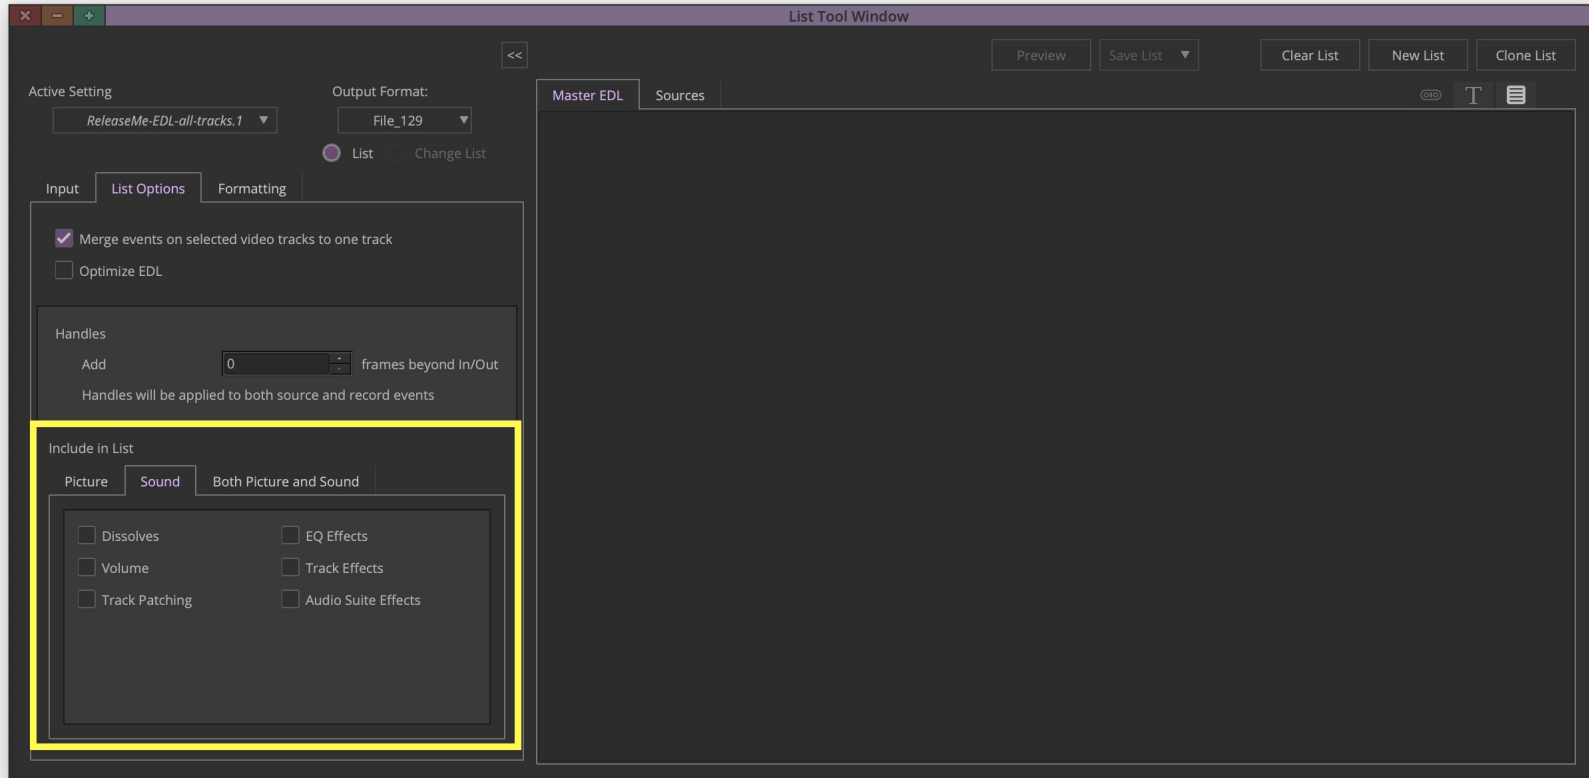 List Tool Window
<<
Preview
Save List
Clear List
New List
Clone List
Active Setting
Output Format:
ReleaseMe-EDL-all-tracks.1
File_129
List
Change List
Input
List Options
Formatting
Merge events on selected video tracks to one track
Optimize EDL
Handles
Add
0
frames beyond In/Out
Handles will be applied to both source and record events
Include in List
Picture
Sound
Both Picture and Sound
Dissolves
EQ Effects
Volume
Track Effects
Track Patching
Audio Suite Effects
Master EDL
Sources
T